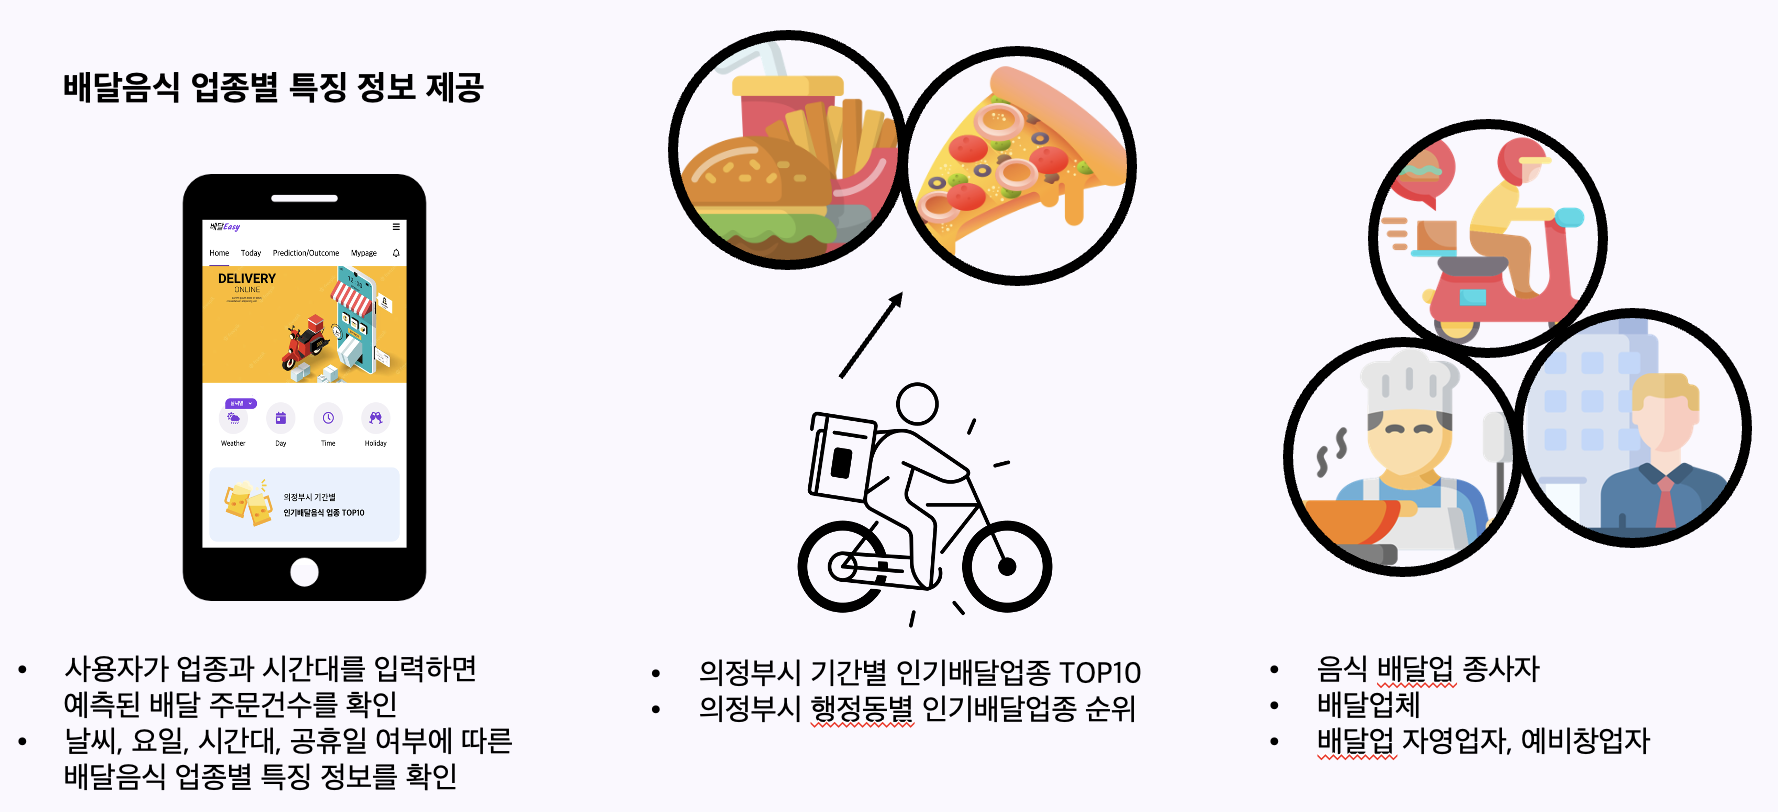 배달음식 업종별 특징 정보 제공
배달Easy
Home Today Prediction/Outcome Mypage
DELIVERY
ONLINE
Weather Day Time Holiday
의정부시 기간별
인기배달음식 업종 TOP10
• 사용자가 업종과 시간대를 입력하면
예측된 배달 주문건수를 확인
• 날씨, 요일, 시간대, 공휴일 여부에 따른
배달음식 업종별 특징 정보를 확인
• 의정부시 기간별 인기배달업종 TOP10
• 의정부시 행정동별 인기배달업종 순위
• 음식 배달업 종사자
• 배달업체
• 배달업 자영업자, 예비창업자